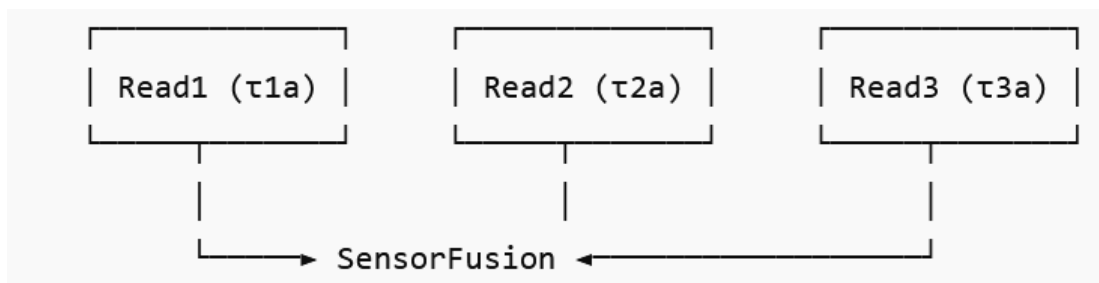 Read1 (τ1a) Read2 (τ2a) Read3 (τ3a)
SensorFusion